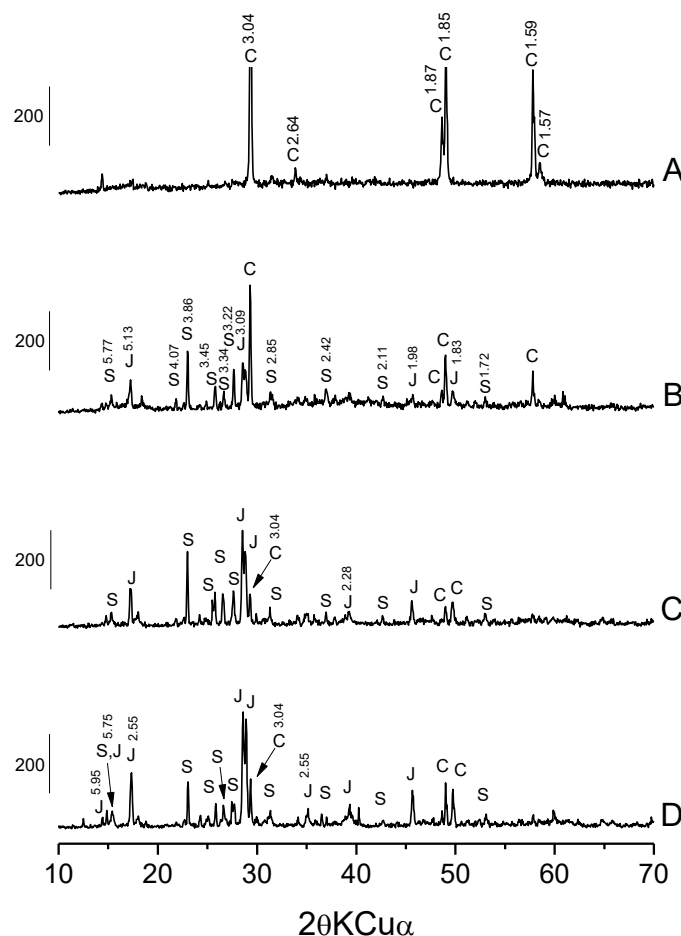 C 3.04
C 2.64
C 1.87
C 1.85
C 1.59
C 1.57
200
A
S 5.77
J 5.13
S 4.07
S 3.86
S 3.45
S 3.34
S 3.22
J 3.09
C
S 2.85
S 2.42
S 2.11
J 1.98
C
C
J 1.83
S 1.72
C
200
B
S
J
S
S
S
S
J
J
C 3.04
S
S
J 2.28
S
J
C
C
S
200
C
J 5.95
S,J 5.75
J 2.55
S
S
S
S
J
J
C 3.04
S
J 2.55
S
J
S
J
C
C
S
200
D
10 20 30 40 50 60 70
2θKCuα